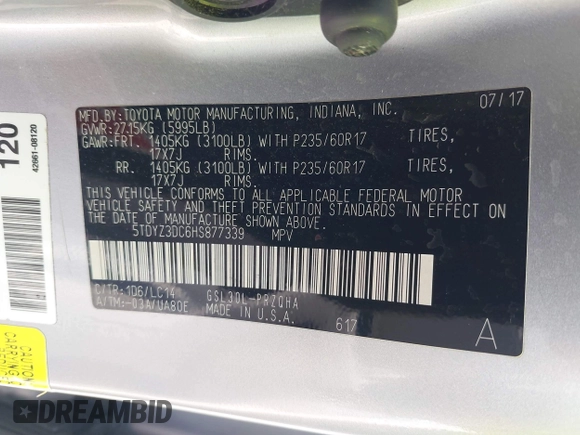 MFD.BY:TOYOTA MOTOR MANUFACTURING, INDIANA, INC. 07/17
GVWR:2715KG (5995LB)
GAWR:FRT. 1405KG (3100LB) WITH P235/60R17 TIRES,
17X7J RIMS.
RR. 1405KG (3100LB) WITH P235/60R17 TIRES,
17X7J RIMS.
THIS VEHICLE CONFORMS TO ALL APPLICABLE FEDERAL MOTOR
VEHICLE SAFETY AND THEFT PREVENTION STANDARDS IN EFFECT ON
THE DATE OF MANUFACTURE SHOWN ABOVE.
5TDYZ3DC6HS877339 MPV
C/TR:1D6/LC14 GSL30L-PRZQHA
A/TM:-03A/UA80E MADE IN U.S.A. 617 A
120
42661-08120
CAUTION
CARRYING
DREAMBID